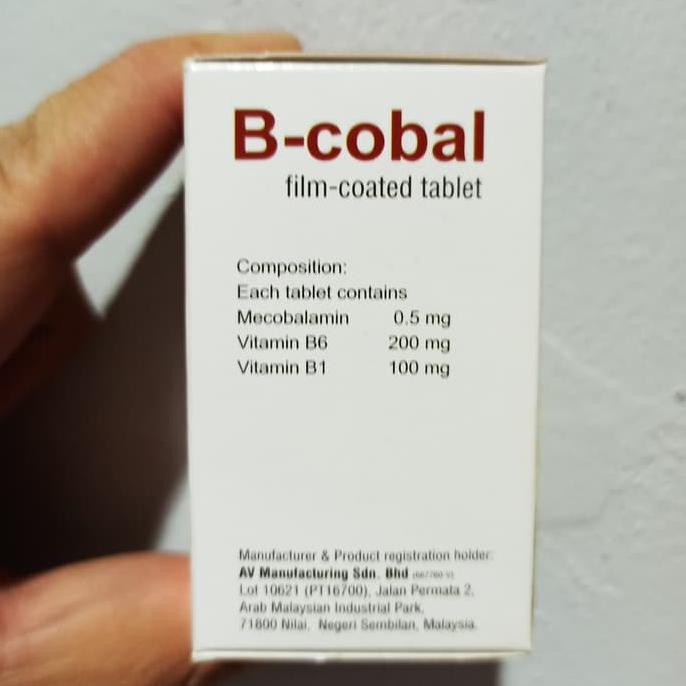 B-cobal
film-coated tablet
Composition:
Each tablet contains
Mecobalamin 0.5 mg
Vitamin B6 200 mg
Vitamin B1 100 mg
Manufacturer & Product registration holder:
AV Manufacturing Sdn. Bhd
Lot 10621 (PT16700), Jalan Permata 2,
Arab Malaysian Industrial Park,
71800 Nilai, Negeri Sembilan, Malaysia.